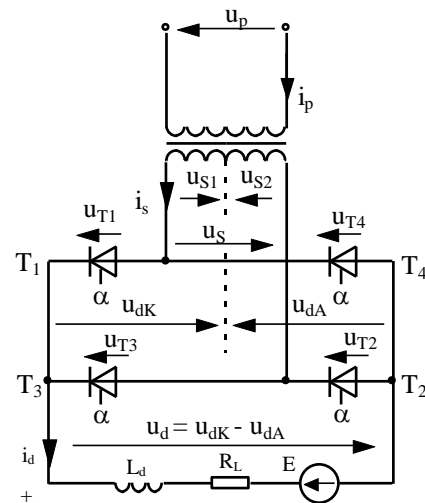 u_p
i_p
i_s
u_S1 u_S2
u_T1 u_T4
u_S
T_1 T_4
α α
u_dK u_dA
u_T3 u_T2
T_3 T_2
α α
u_d = u_dK - u_dA
i_d L_d R_L E
+